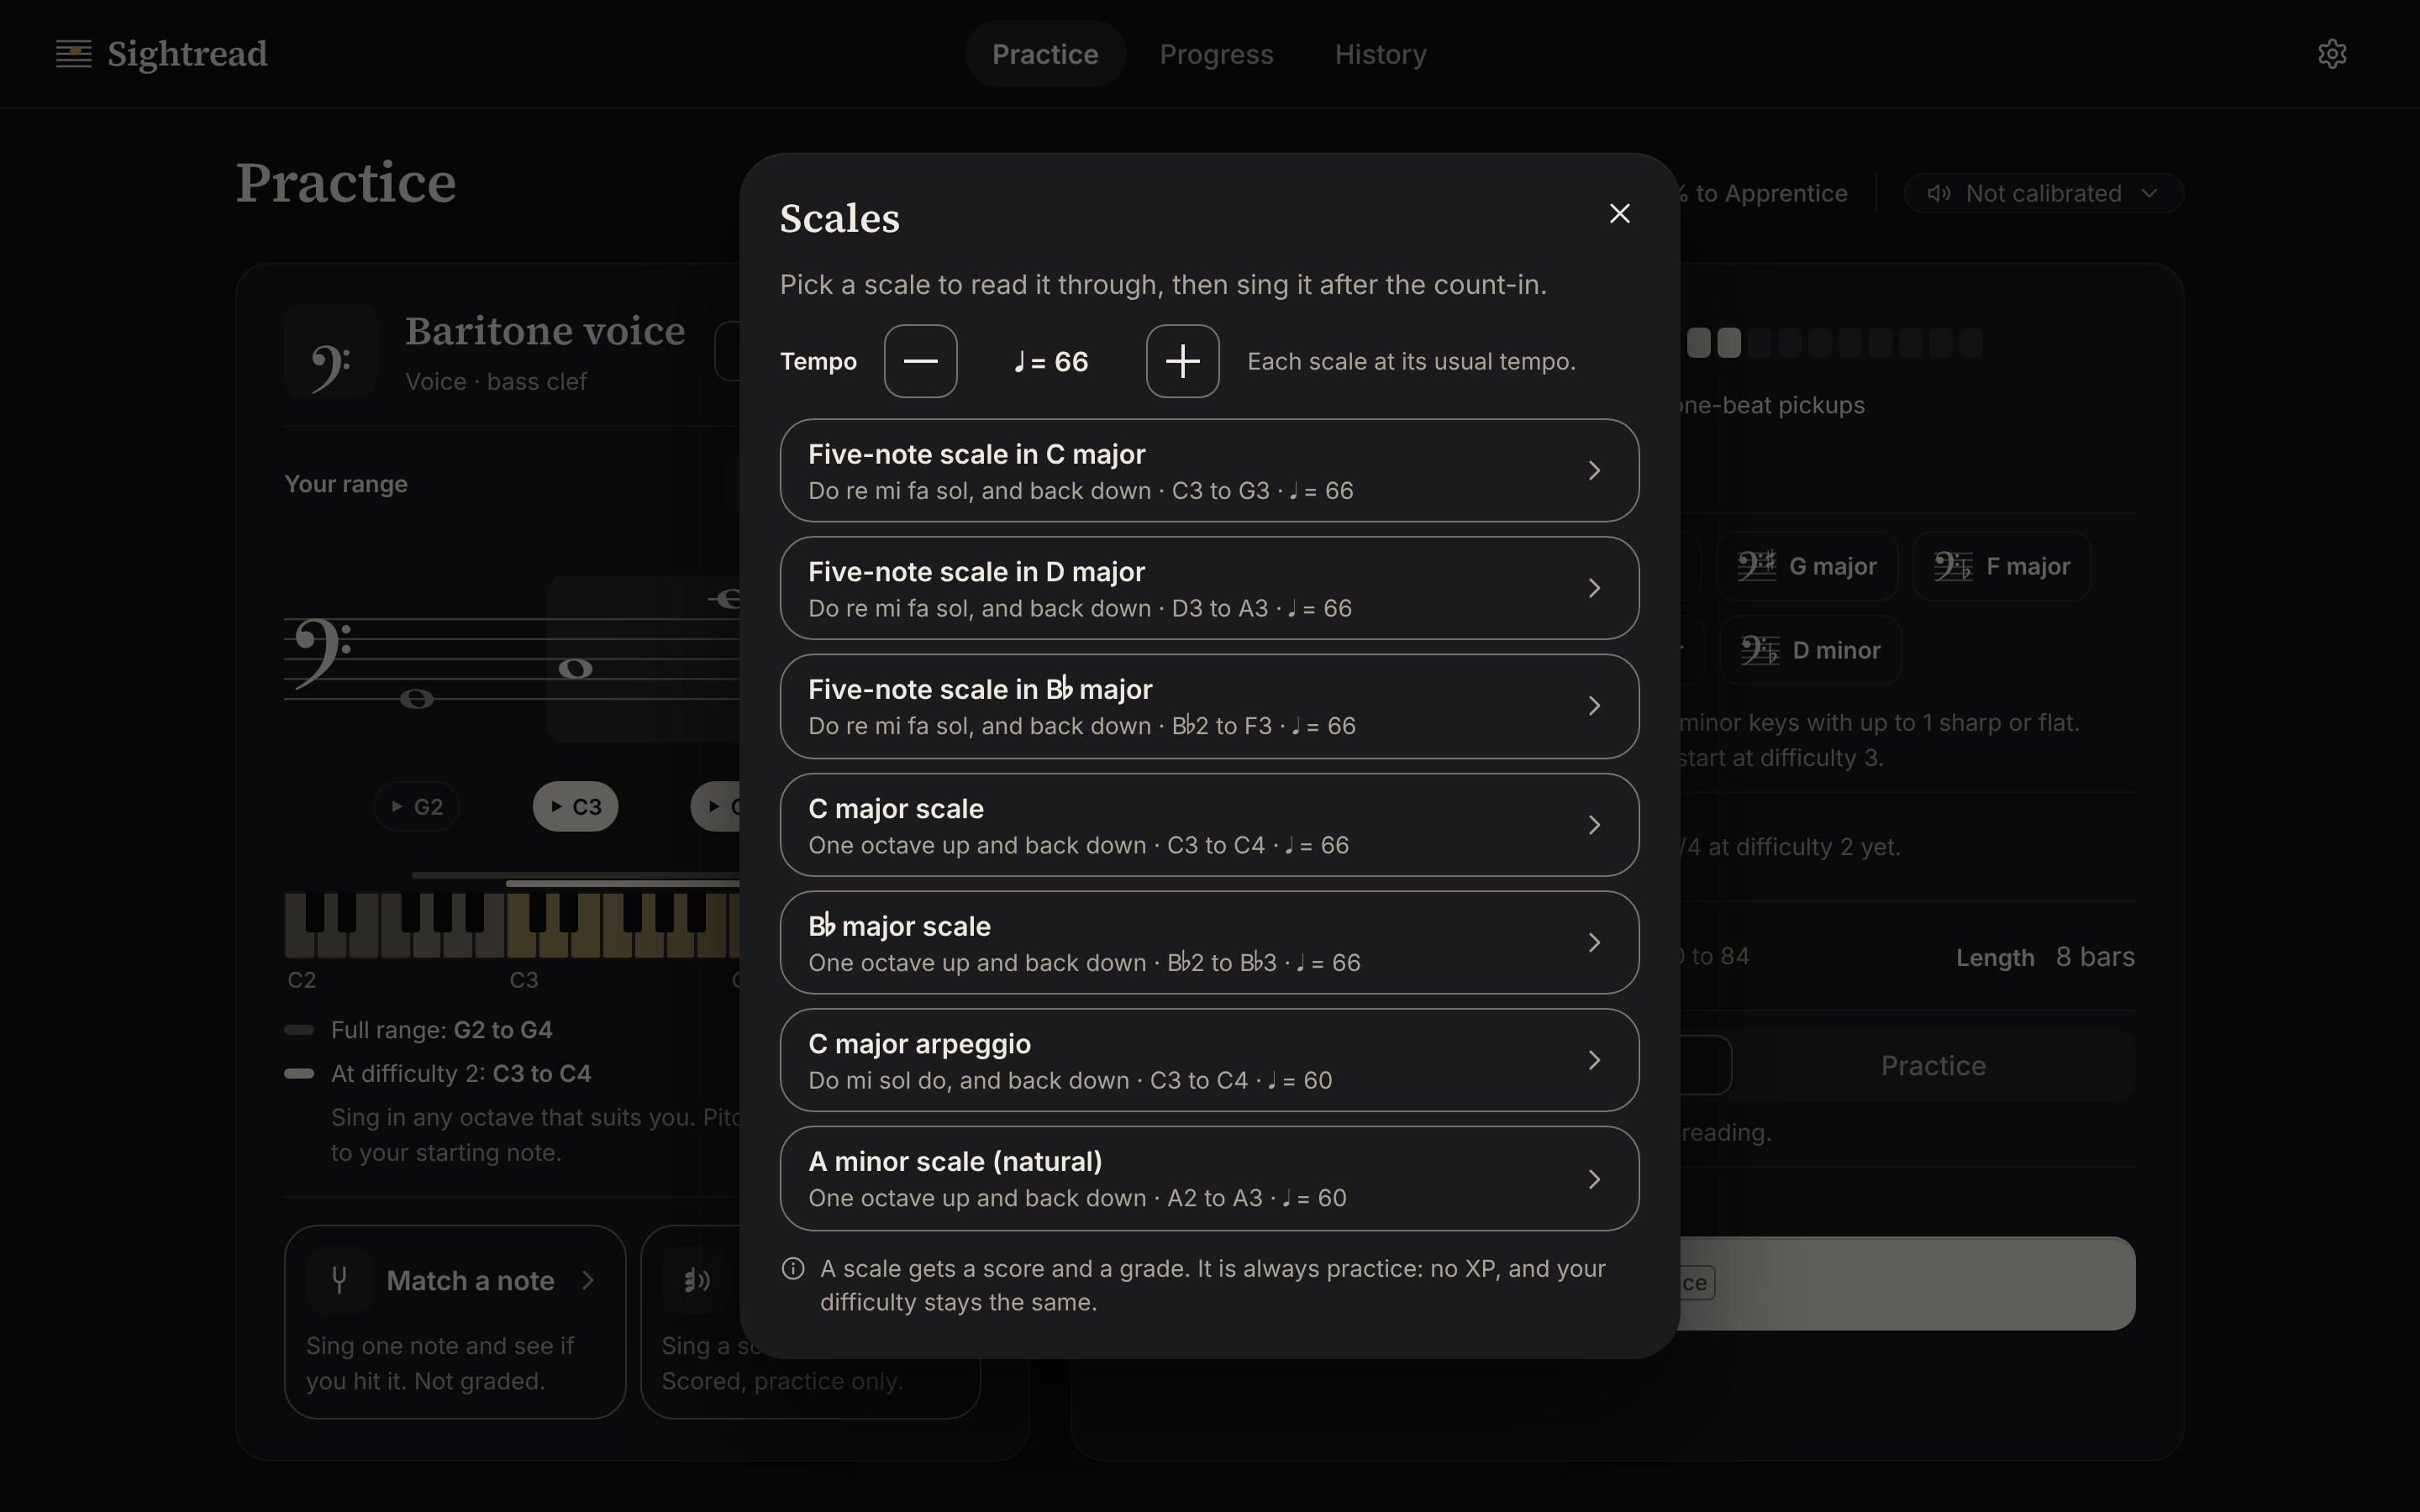 Sightread
Practice
Progress
History
Practice
% to Apprentice
Not calibrated
Baritone voice
Voice · bass clef
Your range
G2
C3
C2
C3
Full range: G2 to G4
At difficulty 2: C3 to C4
Sing in any octave that suits you.
to your starting note.
Match a note
Sing one note and see if
you hit it. Not graded.
Sing a
Scored, practice only.
Scales
Pick a scale to read it through, then sing it after the count-in.
Tempo
♩ = 66
Each scale at its usual tempo.
Five-note scale in C major
Do re mi fa sol, and back down · C3 to G3 · ♩ = 66
Five-note scale in D major
Do re mi fa sol, and back down · D3 to A3 · ♩ = 66
Five-note scale in B♭ major
Do re mi fa sol, and back down · B♭2 to F3 · ♩ = 66
C major scale
One octave up and back down · C3 to C4 · ♩ = 66
B♭ major scale
One octave up and back down · B♭2 to B♭3 · ♩ = 66
C major arpeggio
Do mi sol do, and back down · C3 to C4 · ♩ = 60
A minor scale (natural)
One octave up and back down · A2 to A3 · ♩ = 60
A scale gets a score and a grade. It is always practice: no XP, and your
difficulty stays the same.
one-beat pickups
G major
F major
D minor
minor keys with up to 1 sharp or flat.
start at difficulty 3.
/4 at difficulty 2 yet.
to 84
Length 8 bars
Practice
reading.